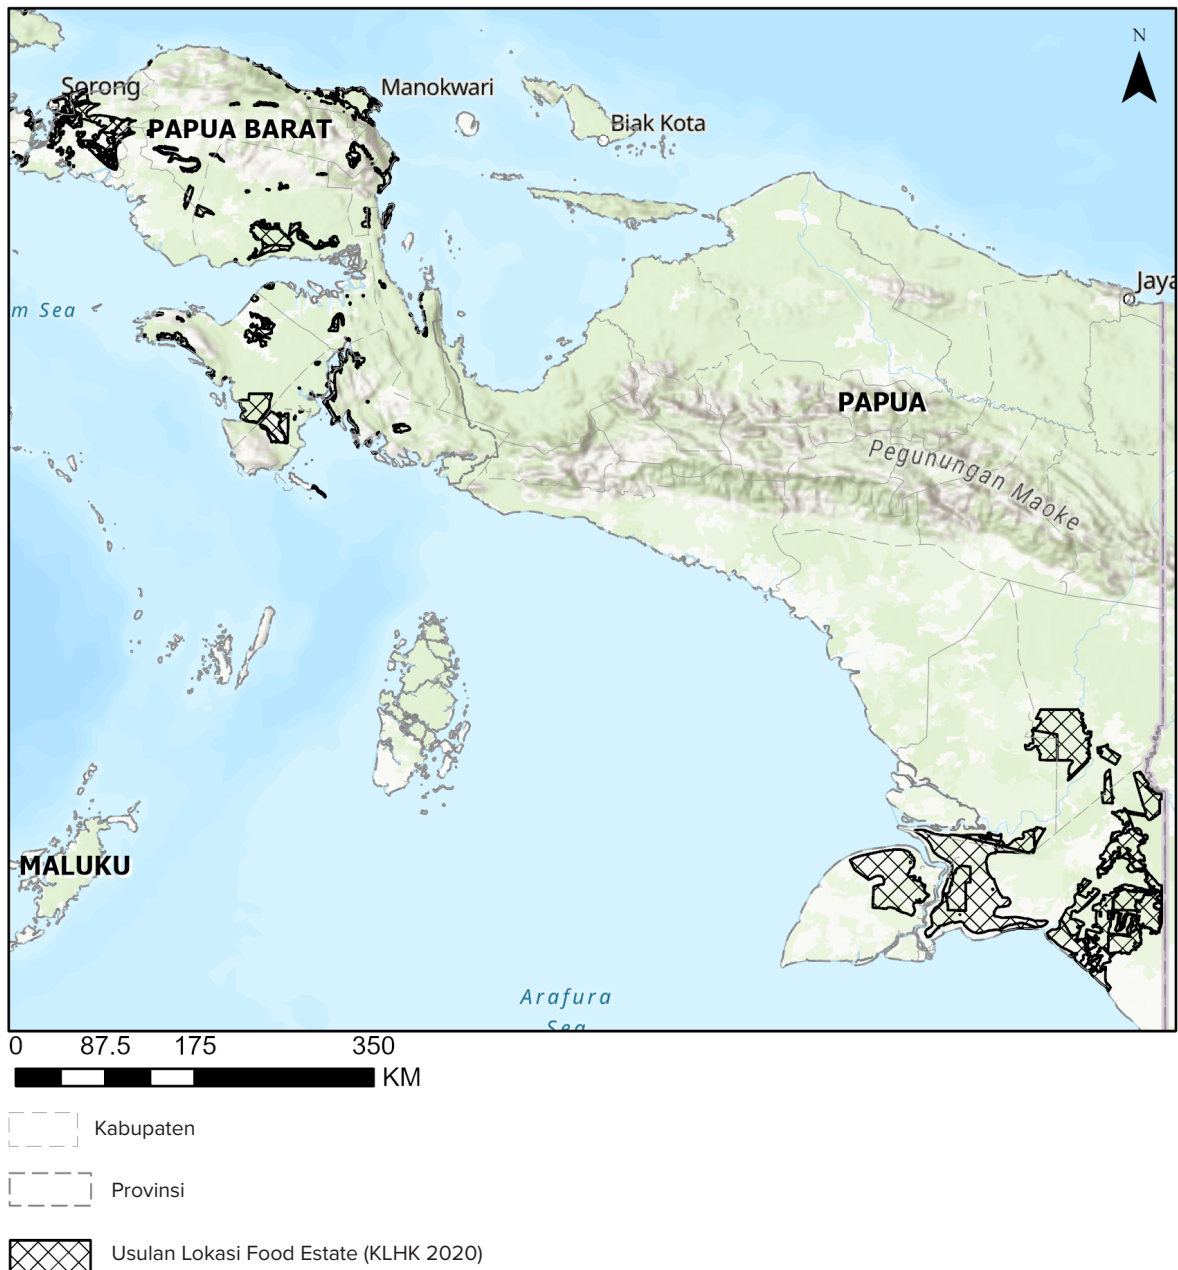 N
Sorong
Manokwari
PAPUA BARAT
Biak Kota
Jaya
m Sea
PAPUA
Pegunungan Maoke
MALUKU
Arafura
Sea
0 87.5 175 350
KM
Kabupaten
Provinsi
Usulan Lokasi Food Estate (KLHK 2020)